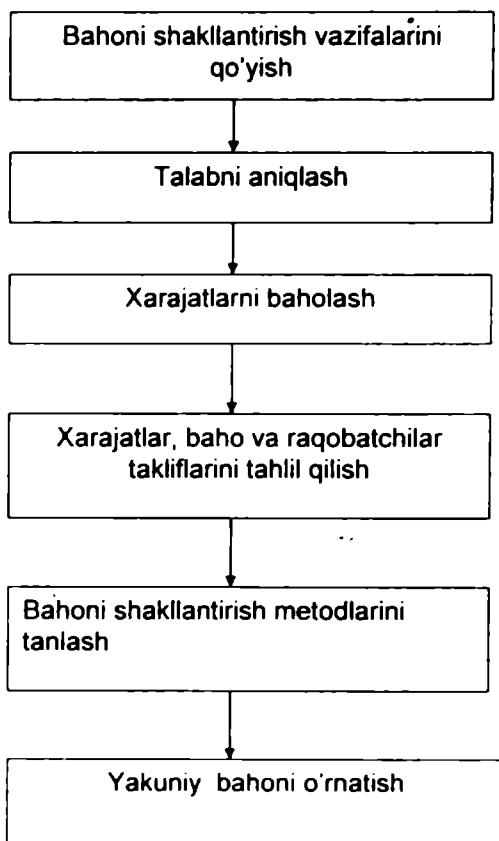 Bahoni shakllantirish vazifalarini
qo'yish
Talabni aniqlash
Xarajatlarni baholash
Xarajatlar, baho va raqobatchilar
takliflarini tahlil qilish
Bahoni shakllantirish metodlarini
tanlash
Yakuniy bahoni o'rnatish